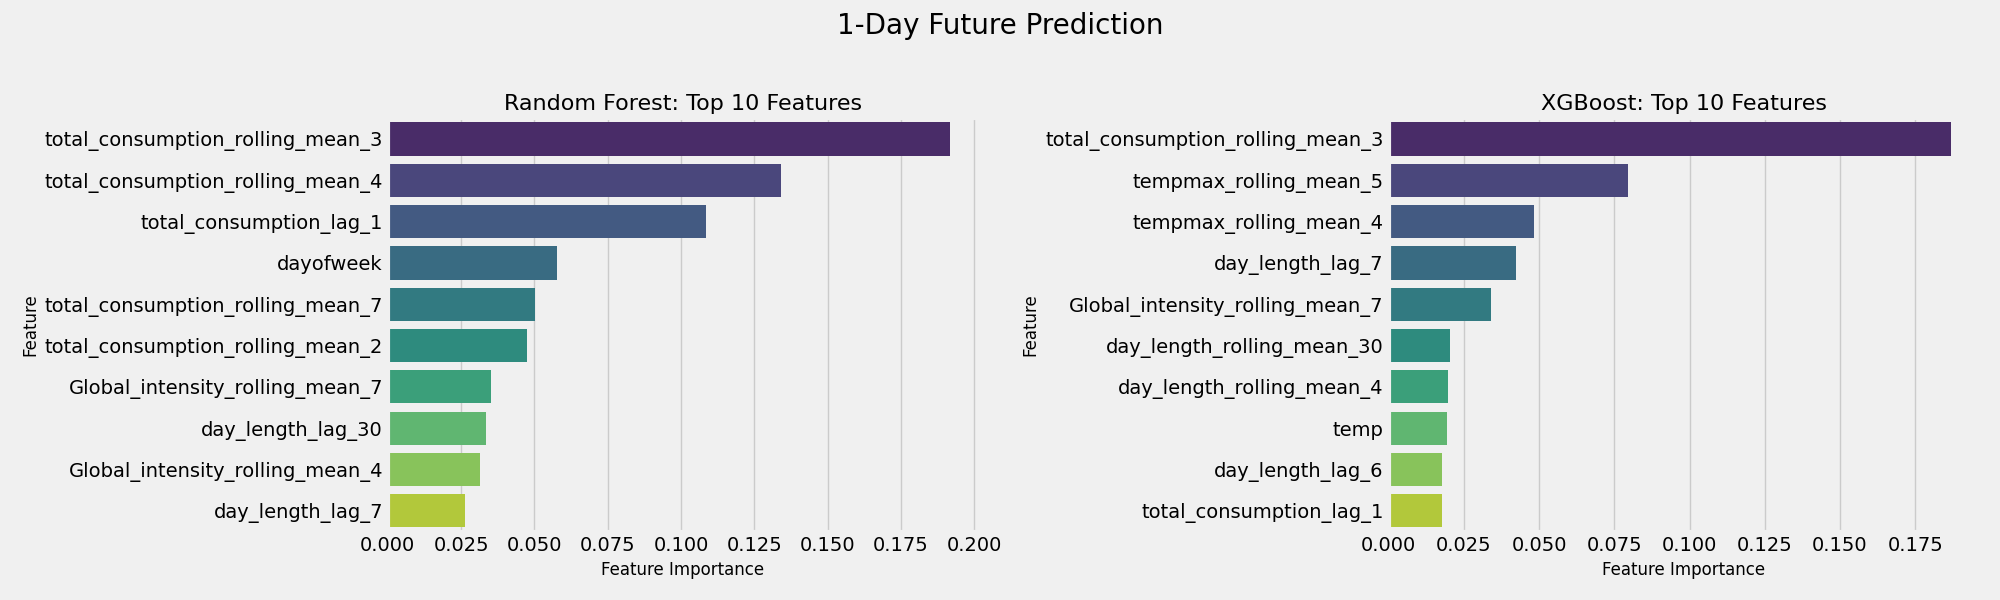 1-Day Future Prediction
Random Forest: Top 10 Features
Feature
total_consumption_rolling_mean_3
total_consumption_rolling_mean_4
total_consumption_lag_1
dayofweek
total_consumption_rolling_mean_7
total_consumption_rolling_mean_2
Global_intensity_rolling_mean_7
day_length_lag_30
Global_intensity_rolling_mean_4
day_length_lag_7
0.000 0.025 0.050 0.075 0.100 0.125 0.150 0.175 0.200
Feature Importance
XGBoost: Top 10 Features
Feature
total_consumption_rolling_mean_3
tempmax_rolling_mean_5
tempmax_rolling_mean_4
day_length_lag_7
Global_intensity_rolling_mean_7
day_length_rolling_mean_30
day_length_rolling_mean_4
temp
day_length_lag_6
total_consumption_lag_1
0.000 0.025 0.050 0.075 0.100 0.125 0.150 0.175
Feature Importance